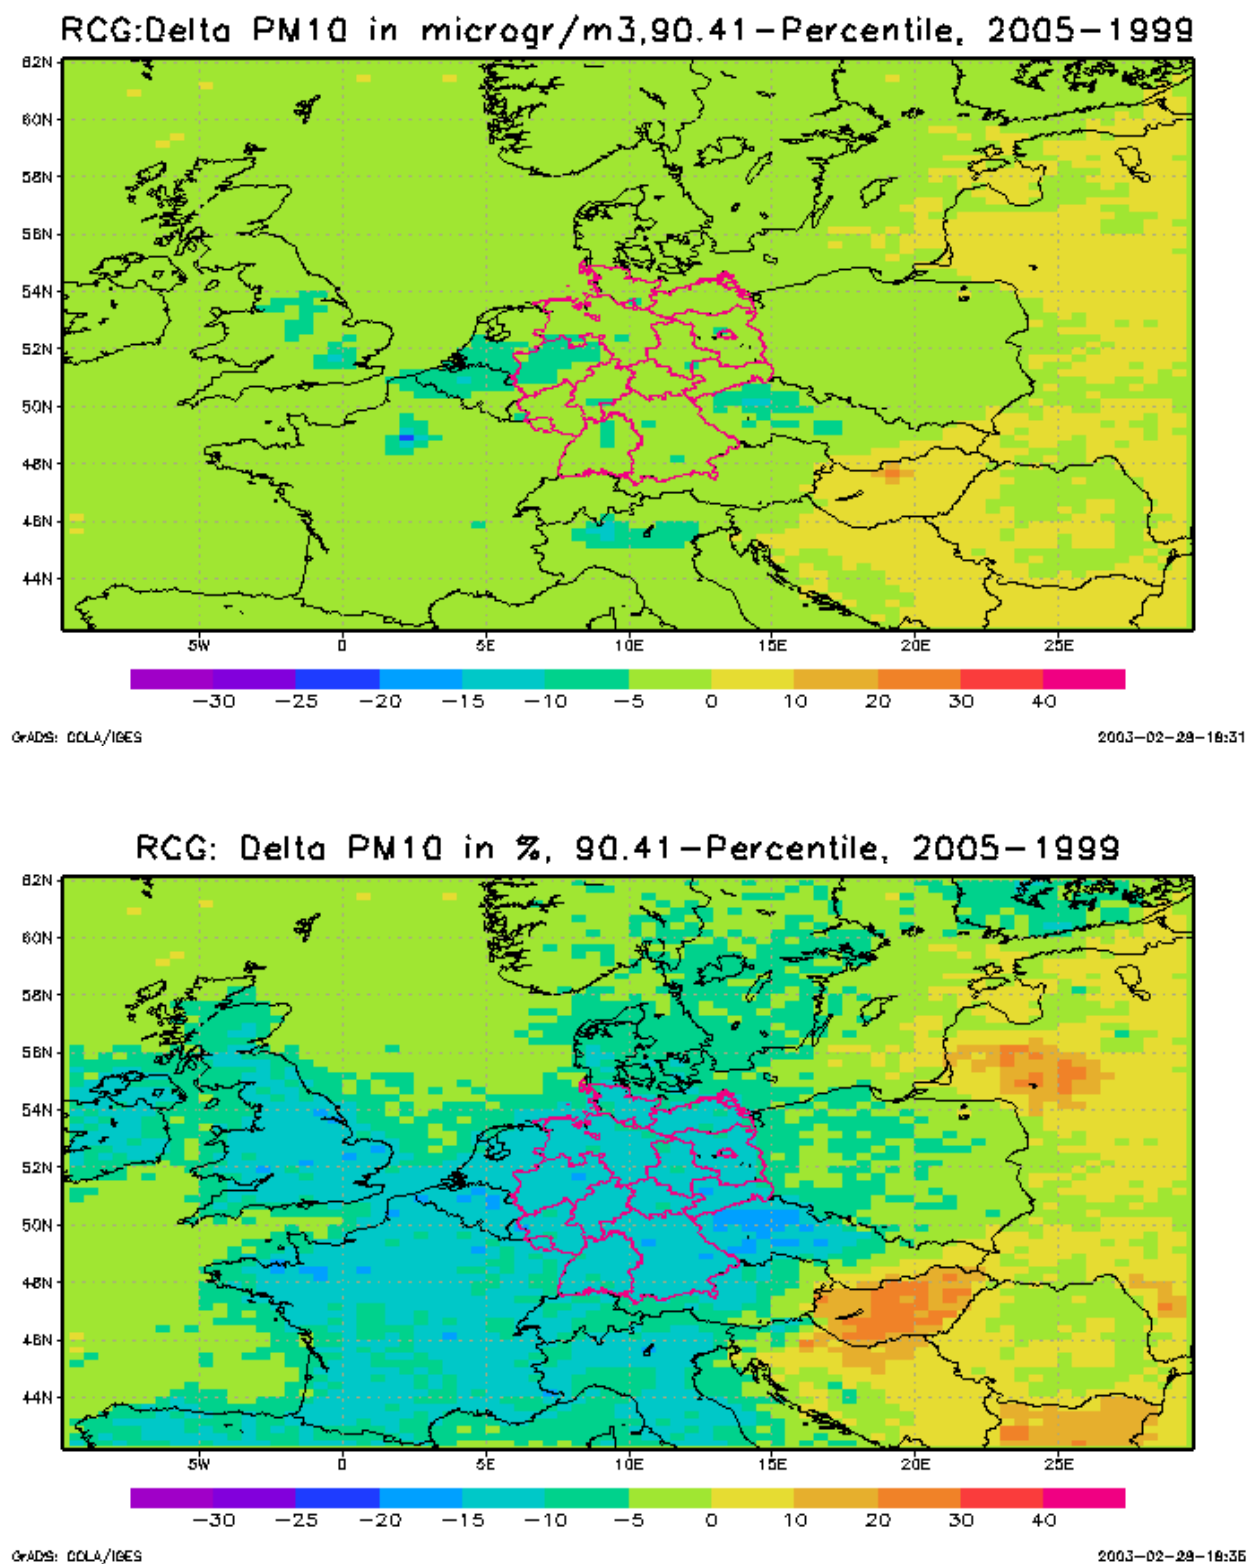 RCG:Delta PM10 in microgr/m3,90.41-Percentile, 2005-1999
62N
60N
58N
56N
54N
52N
50N
48N
46N
44N
5W 0 5E 10E 15E 20E 25E
-30 -25 -20 -15 -10 -5 0 10 20 30 40
GrADS: COLA/IGES 2003-02-28-18:31
RCG: Delta PM10 in %, 90.41-Percentile, 2005-1999
62N
60N
58N
56N
54N
52N
50N
48N
46N
44N
5W 0 5E 10E 15E 20E 25E
-30 -25 -20 -15 -10 -5 0 10 20 30 40
GrADS: COLA/IGES 2003-02-28-18:35